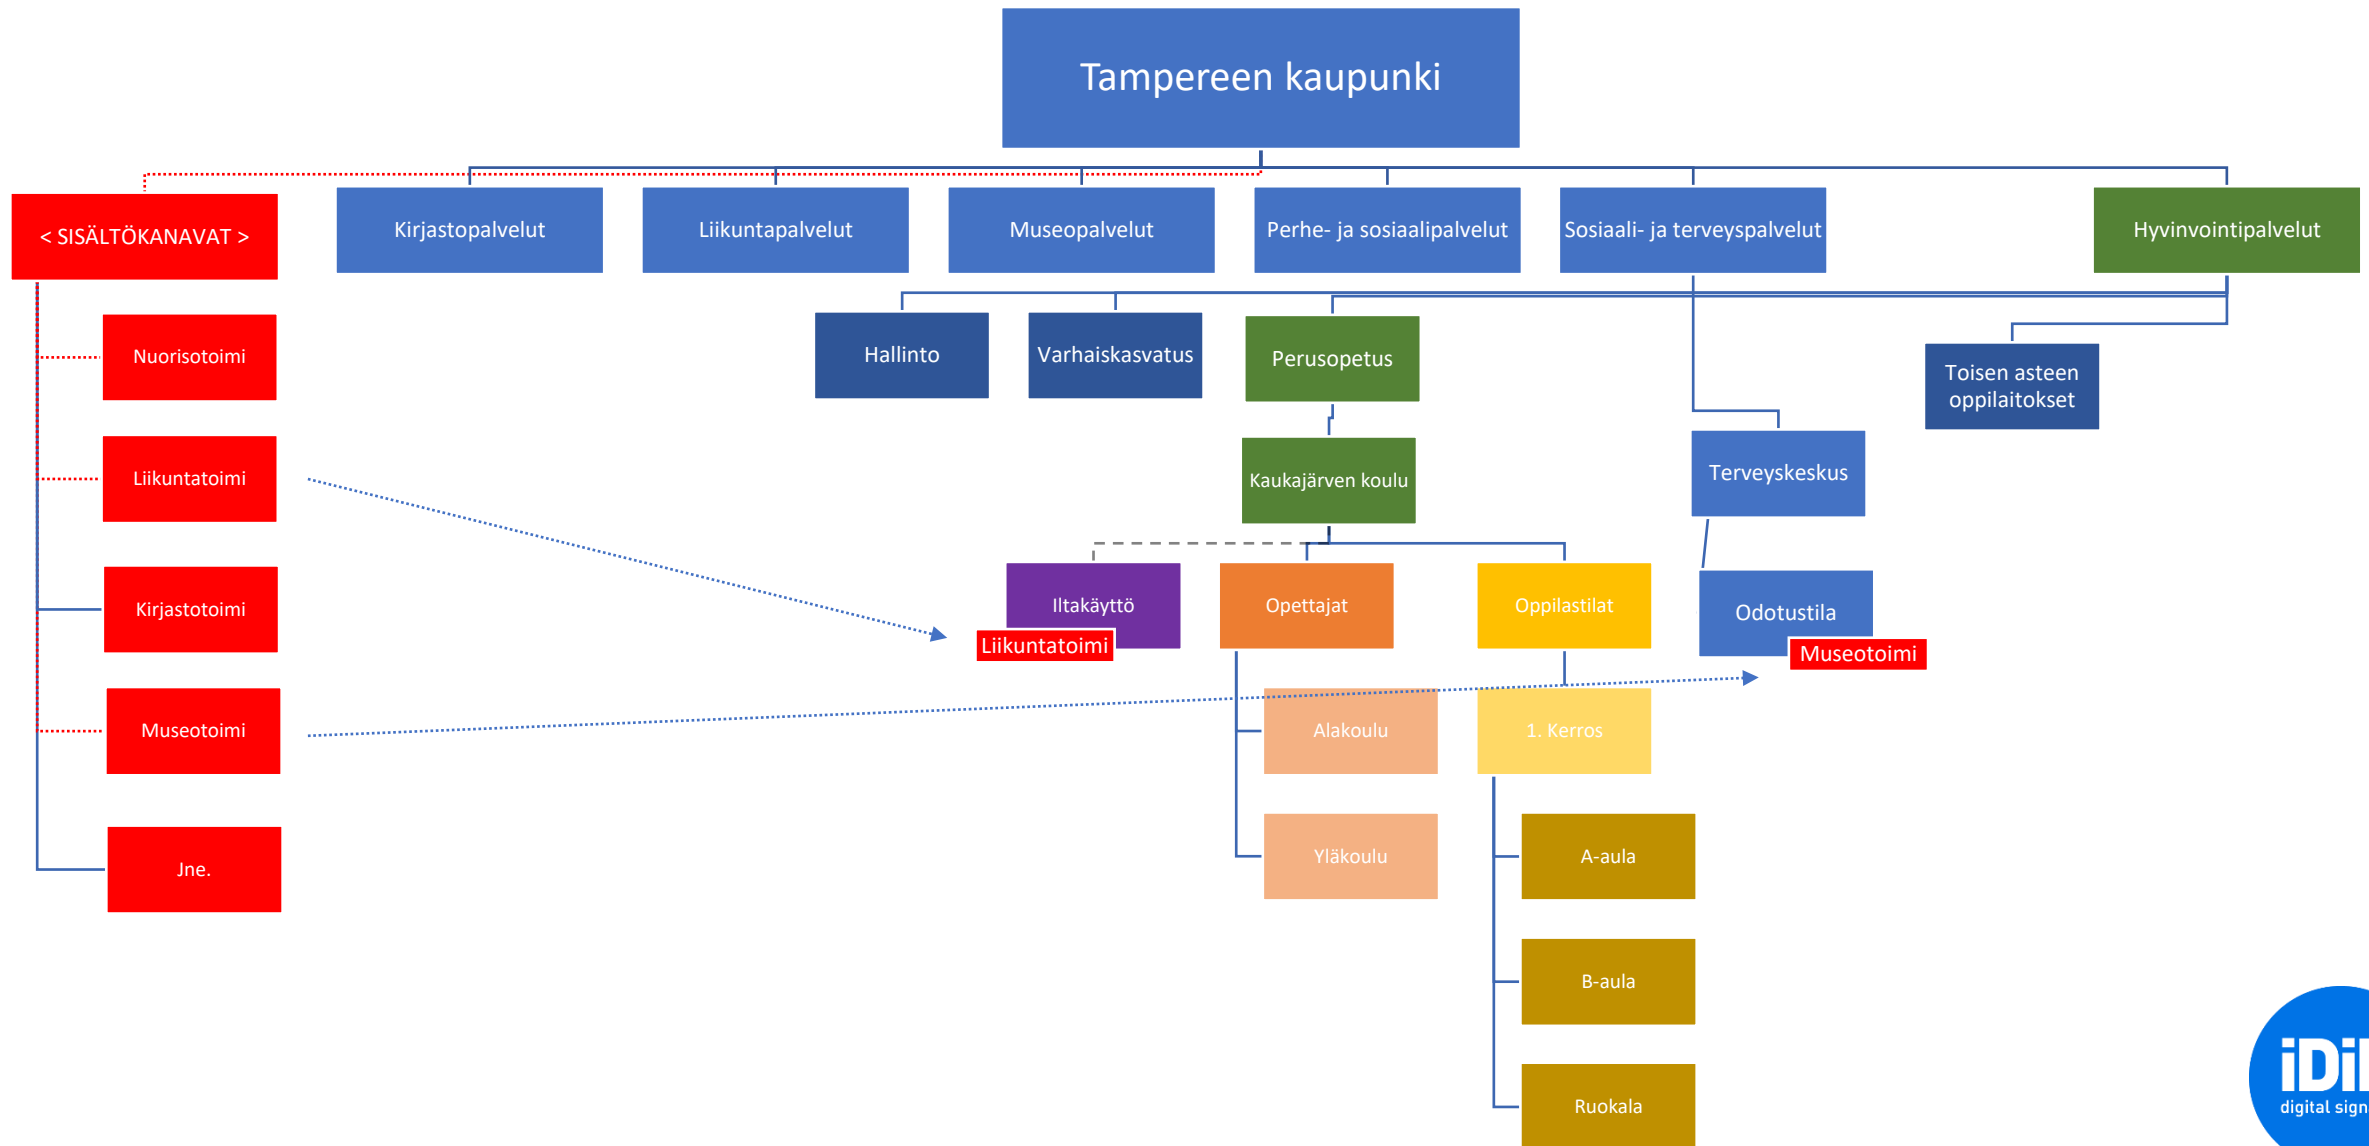 Tampereen kaupunki
< SISÄLTÖKANAVAT >
Kirjastopalvelut
Liikuntapalvelut
Museopalvelut
Perhe- ja sosiaalipalvelut
Sosiaali- ja terveyspalvelut
Hyvinvointipalvelut
Nuorisotoimi
Hallinto
Varhaiskasvatus
Perusopetus
Toisen asteen
oppilaitokset
Liikuntatoimi
Kaukajärven koulu
Terveyskeskus
Kirjastotoimi
Iltakäyttö
Liikuntatoimi
Opettajat
Oppilastilat
Odotustila
Museotoimi
Museotoimi
Alakoulu
1. Kerros
Jne.
Yläkoulu
A-aula
B-aula
Ruokala
digital